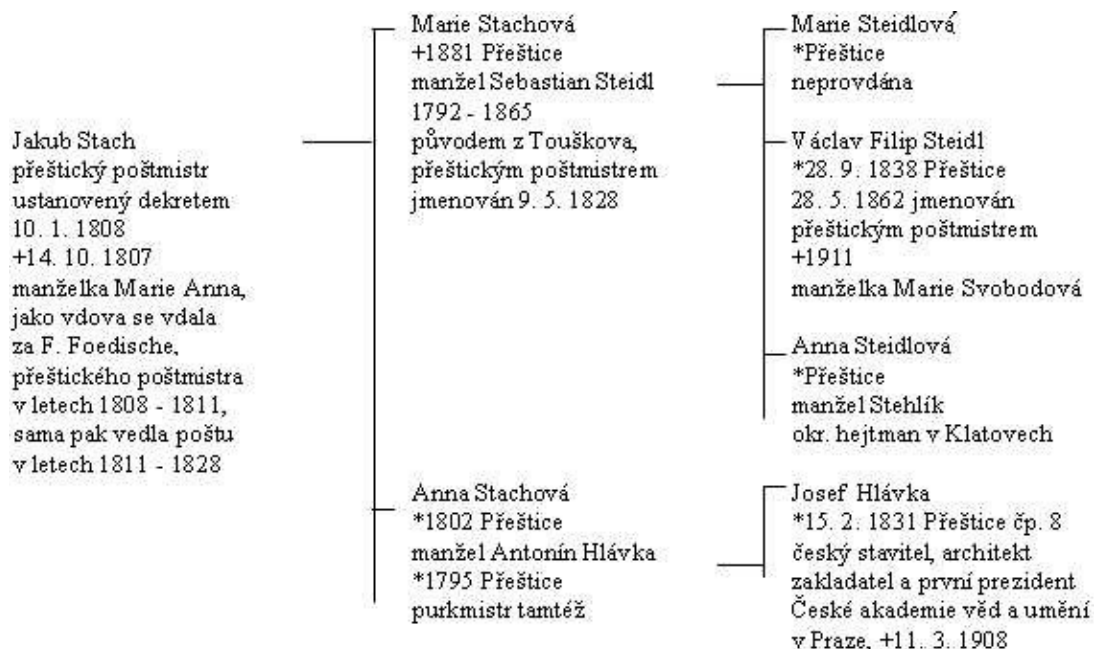 Jakub Stach
přeštický poštmistr
ustanovený dekretem
10. 1. 1808
+14. 10. 1807
manželka Marie Anna,
jako vdova se vdala
za F. Foedische,
přeštického poštmistra
v letech 1808 - 1811,
sama pak vedla poštu
v letech 1811 - 1828
Marie Stachová
+1881 Přeštice
manžel Sebastian Steidl
1792 - 1865
původem z Touškova,
přeštickým poštmistrem
jmenován 9. 5. 1828
Anna Stachová
*1802 Přeštice
manžel Antonín Hlávka
*1795 Přeštice
purkmistr tamtéž
Marie Steidlová
*Přeštice
neprovdána
Václav Filip Steidl
*28. 9. 1838 Přeštice
28. 5. 1862 jmenován
přeštickým poštmistrem
+1911
manželka Marie Svobodová
Anna Steidlová
*Přeštice
manžel Stehlík
okr. hejtman v Klatovech
Josef Hlávka
*15. 2. 1831 Přeštice čp. 8
český stavitel, architekt
zakladatel a první prezident
České akademie věd a umění
v Praze, +11. 3. 1908